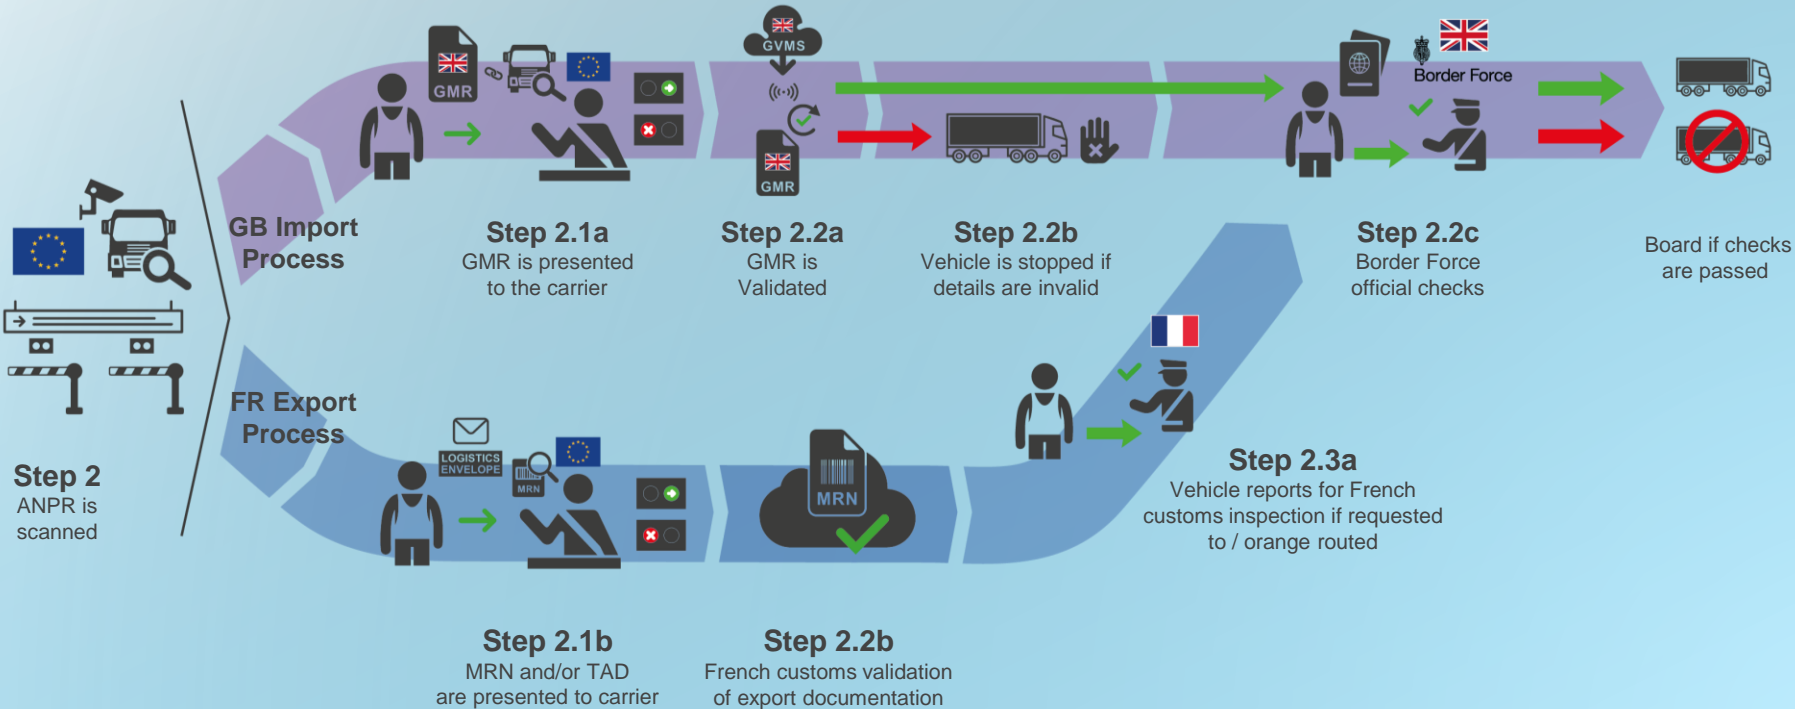 GVMS
GMR
GMR
Border Force
GB Import
Process
Step 2.1a
GMR is presented
to the carrier
Step 2.2a
GMR is
Validated
Step 2.2b
Vehicle is stopped if
details are invalid
Step 2.2c
Border Force
official checks
Board if checks
are passed
Step 2
ANPR is
scanned
FR Export
Process
LOGISTICS
ENVELOPE
MRN
MRN
Step 2.3a
Vehicle reports for French
customs inspection if requested
to / orange routed
Step 2.1b
MRN and/or TAD
are presented to carrier
Step 2.2b
French customs validation
of export documentation